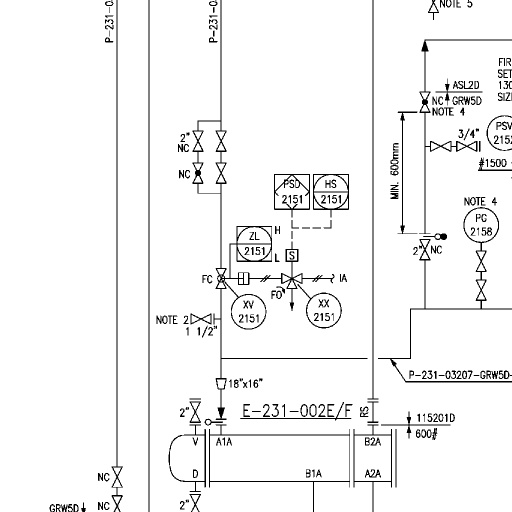 NOTE 5
P-231-0
P-231-0
FIR
SET
130
SIZ
ASL2D
NC GRW5D
NOTE 4
PSV
2152
3/4"
#1500
2"
NC
NC
MIN. 600mm
PSD
2151
HS
2151
NOTE 4
PG
2158
ZL
2151
H
L
S
2" NC
FC
FO
IA
XV
2151
XX
2151
NOTE 2
1 1/2"
P-231-03207-GRW5D-
18"x16"
2"
E-231-002E/F
RS
115201D
600#
V
A1A
B2A
D
B1A
A2A
NC
NC
GRW5D
2"